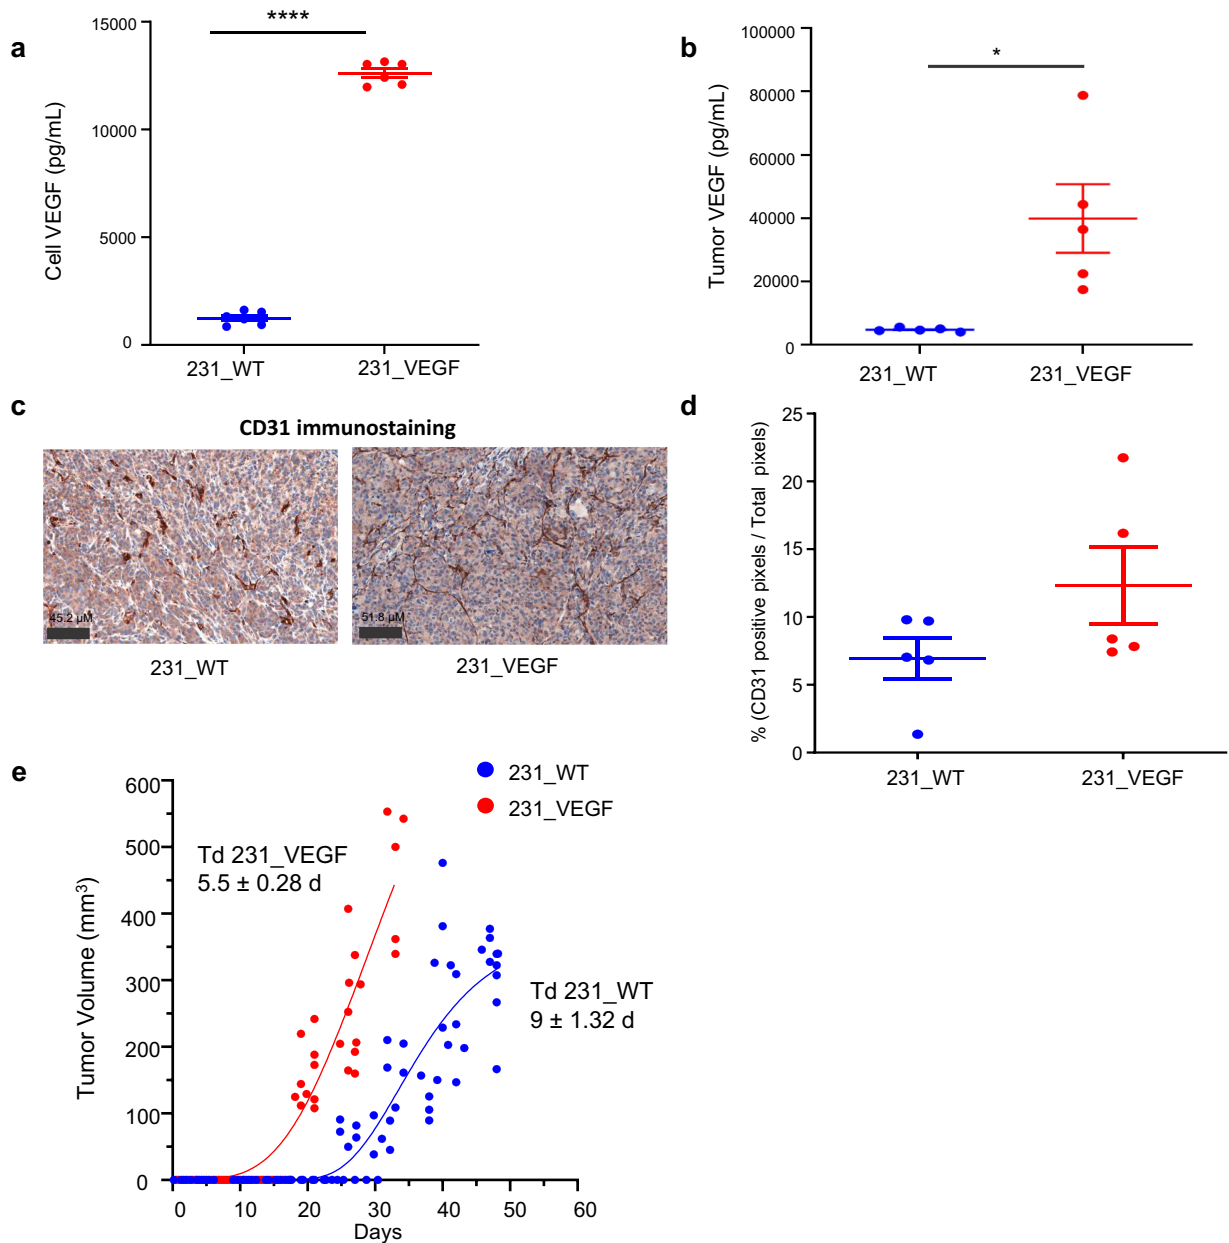 a
****
15000
10000
5000
0
Cell VEGF (pg/mL)
231_WT
231_VEGF
b
*
100000
80000
60000
40000
20000
0
Tumor VEGF (pg/mL)
231_WT
231_VEGF
c
CD31 immunostaining
45.2 µM
51.8 µM
231_WT
231_VEGF
d
25
20
15
10
5
0
% (CD31 positive pixels / Total pixels)
231_WT
231_VEGF
e
231_WT
231_VEGF
600
500
400
300
200
100
0
Tumor Volume (mm³)
Td 231_VEGF
5.5 ± 0.28 d
Td 231_WT
9 ± 1.32 d
0 10 20 30 40 50 60
Days